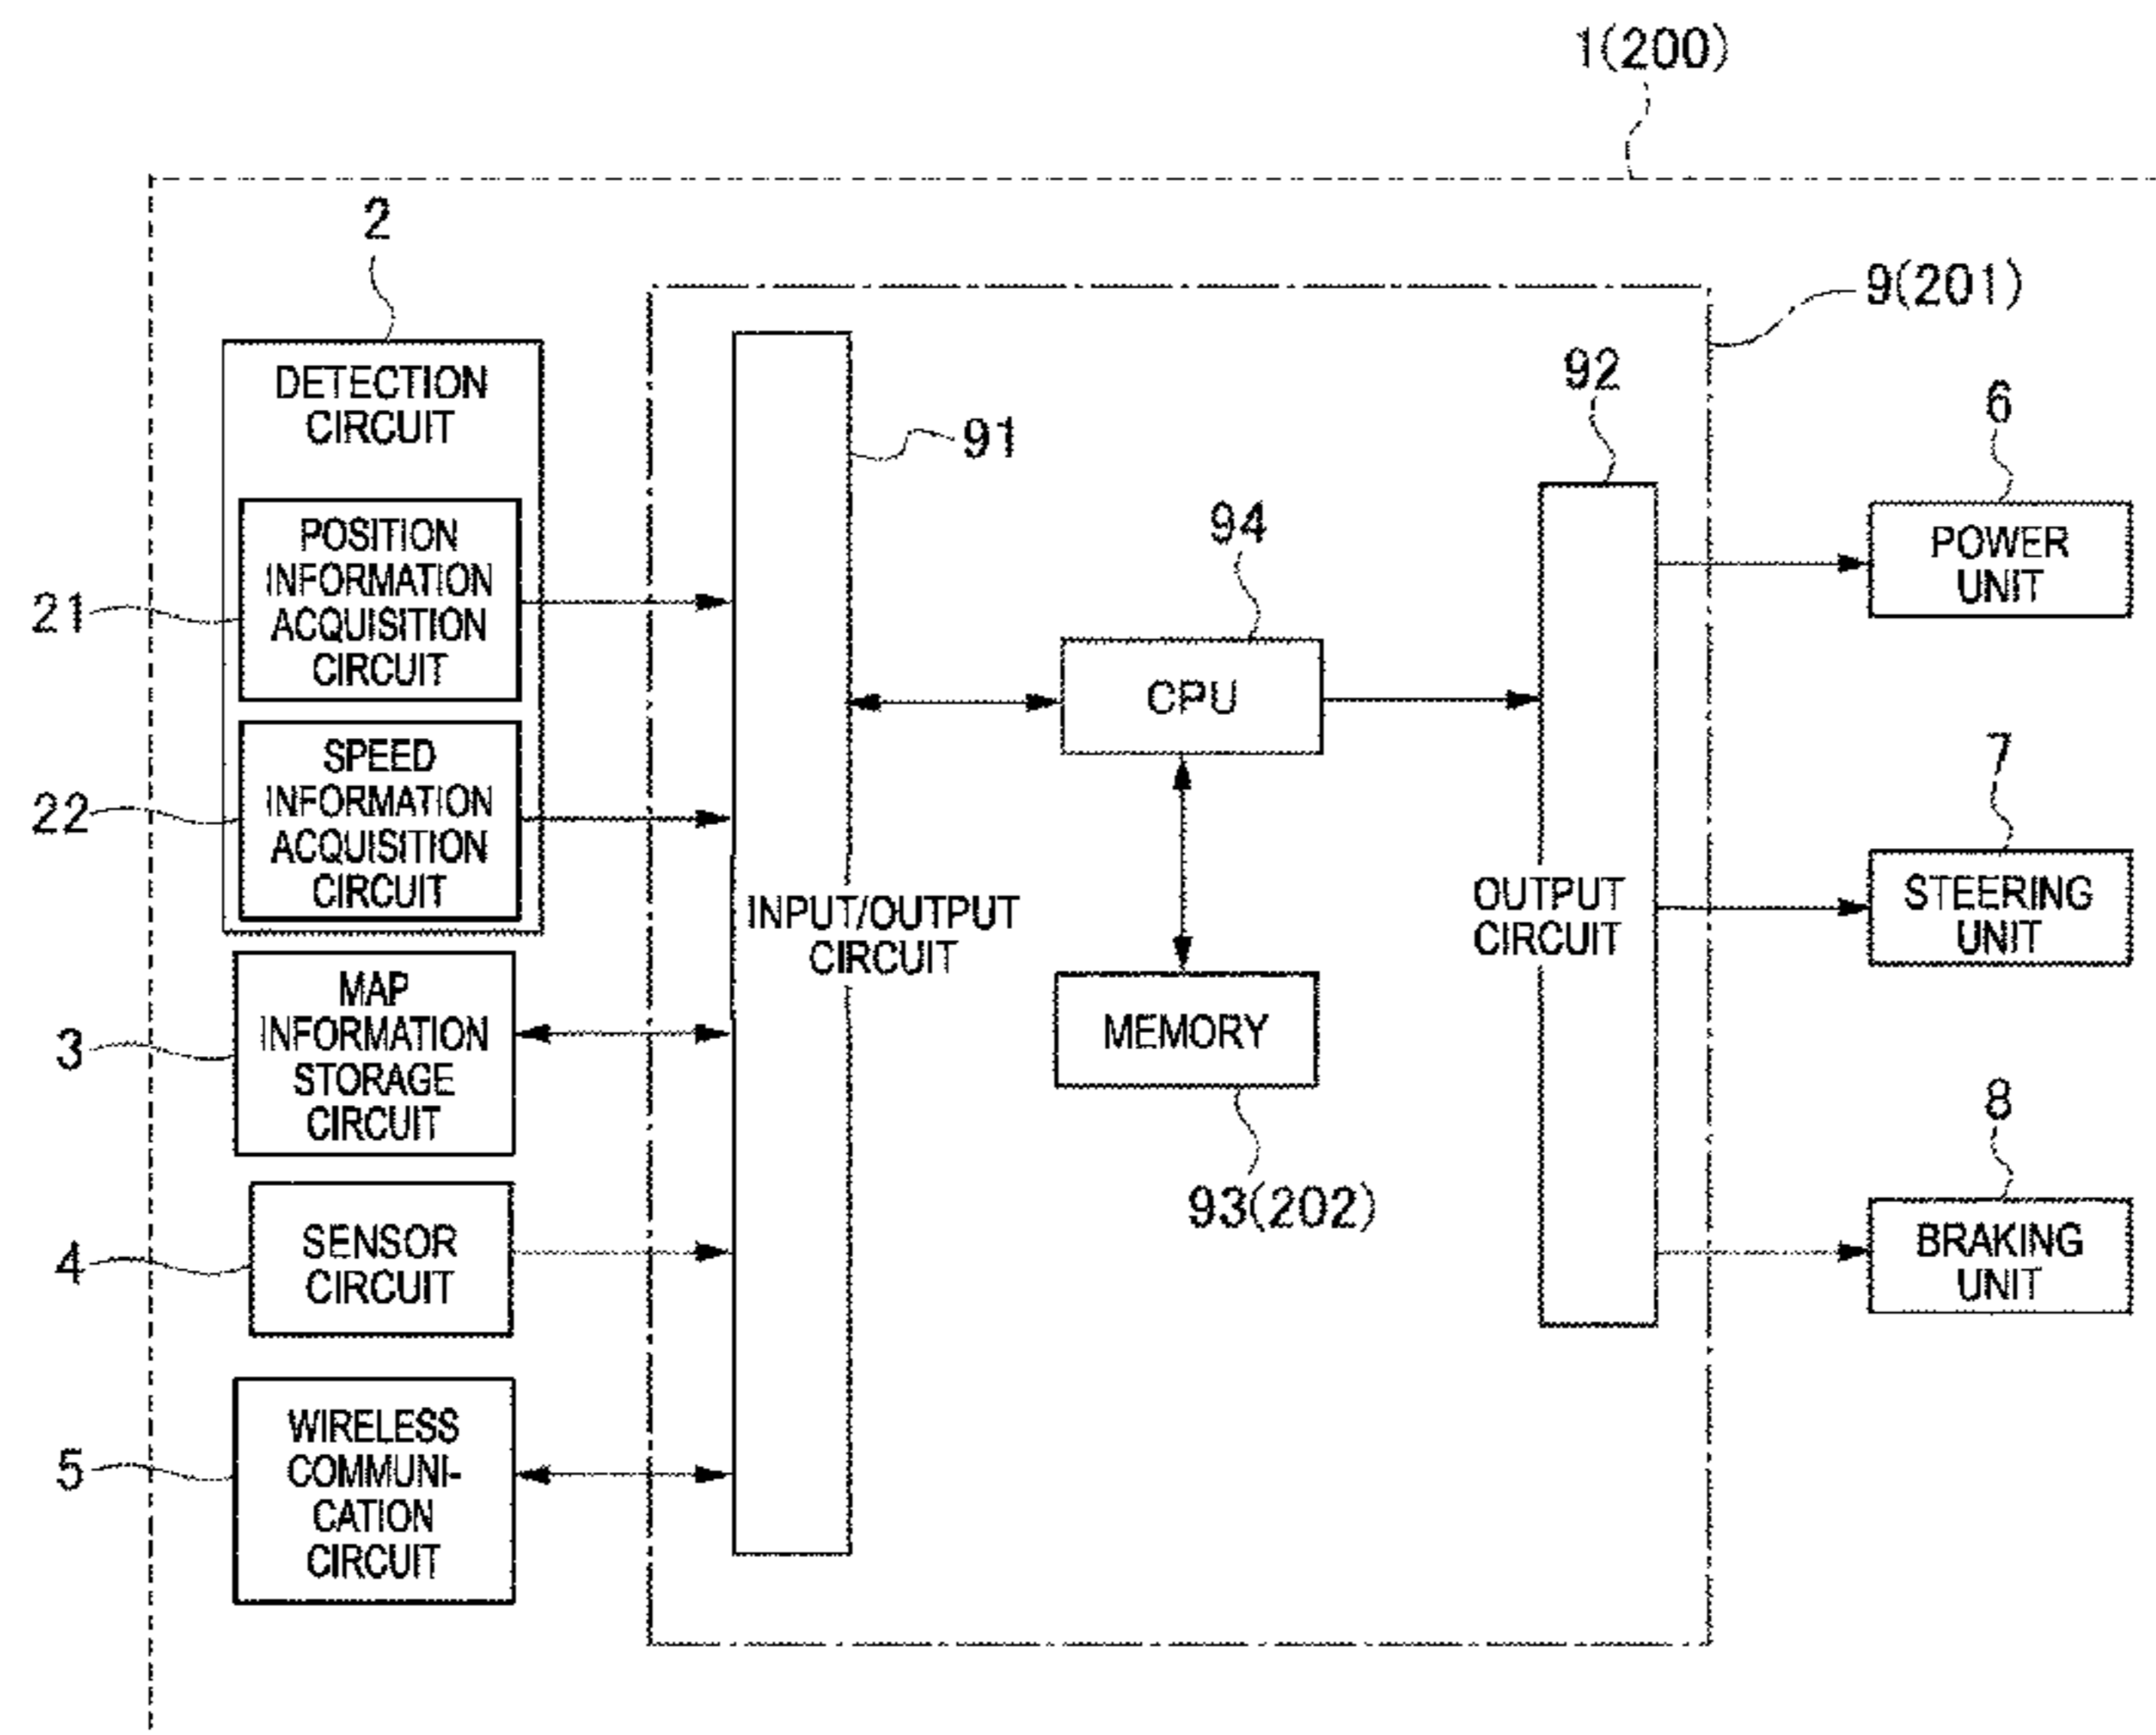 1(200)
2
9(201)
DETECTION
CIRCUIT
92
6
91
POSITION
INFORMATION
ACQUISITION
CIRCUIT
94
POWER
UNIT
21
CPU
SPEED
INFORMATION
ACQUISITION
CIRCUIT
7
22
INPUT/OUTPUT
CIRCUIT
OUTPUT
CIRCUIT
STEERING
UNIT
MAP
INFORMATION
STORAGE
CIRCUIT
3
MEMORY
8
93(202)
SENSOR
CIRCUIT
4
BRAKING
UNIT
WIRELESS
COMMUNI-
CATION
CIRCUIT
5